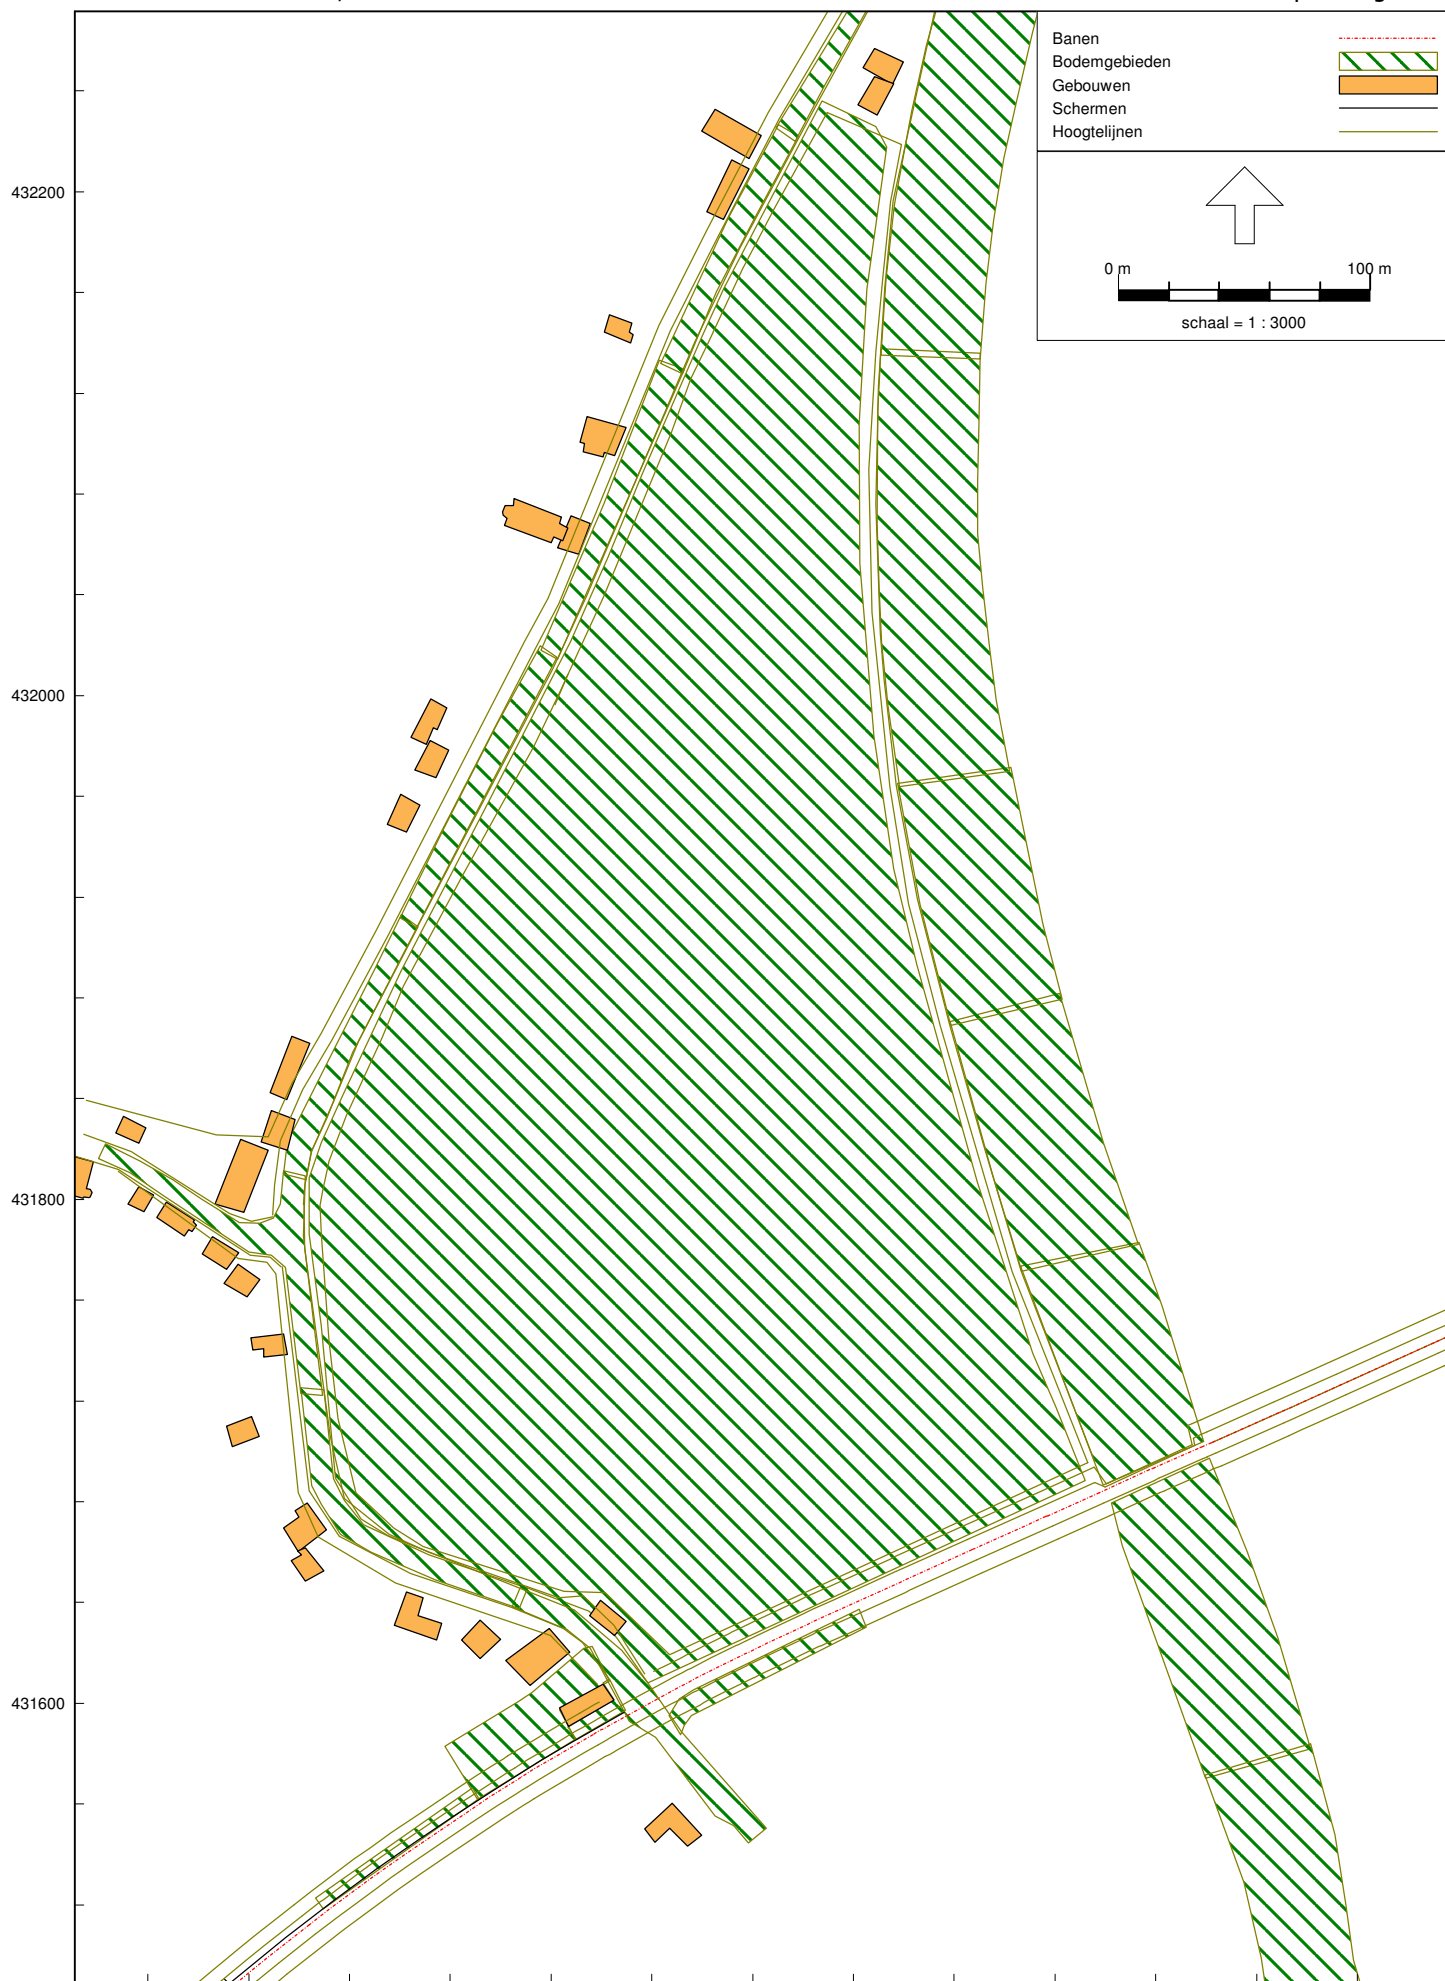 Banen
Bodemgebieden
Gebouwen
Schermen
Hoogtelijnen
432200
0 m 100 m
schaal = 1 : 3000
432000
431800
431600